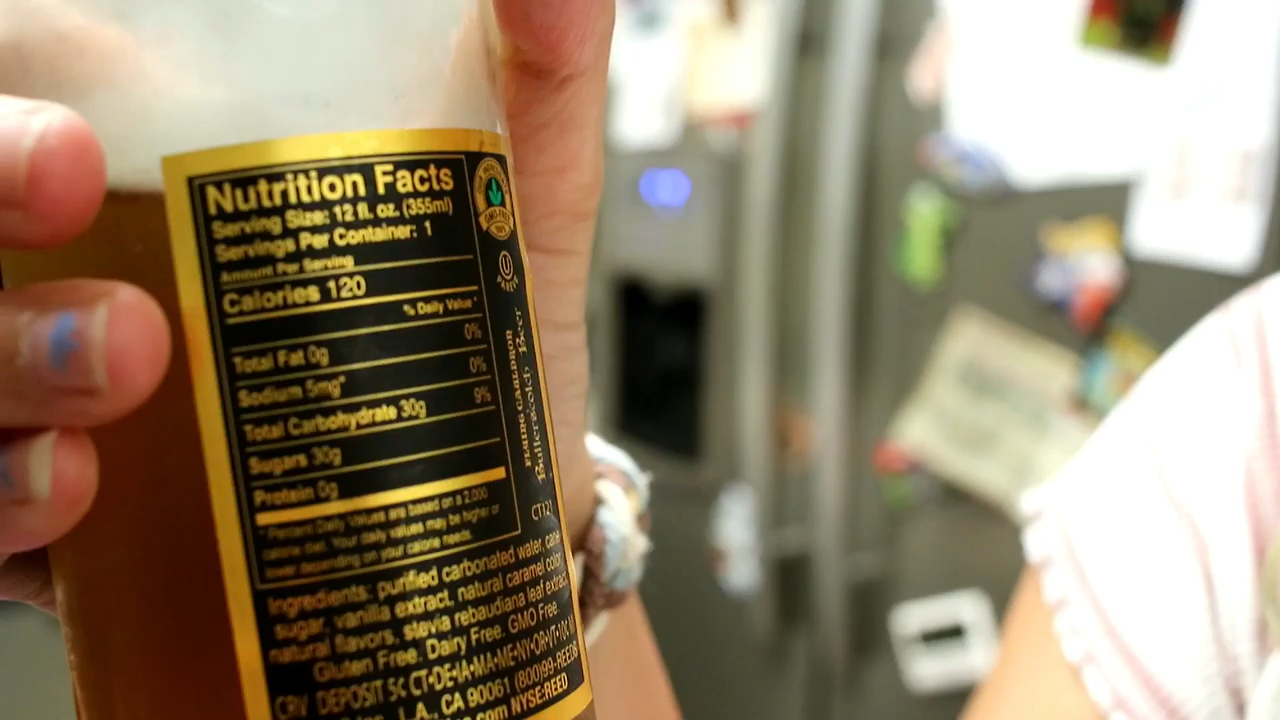 Nutrition Facts
Serving Size: 12 fl. oz. (355ml)
Servings Per Container: 1
Amount Per Serving
Calories 120
% Daily Value*
0%
Total Fat 0g
0%
Sodium 5mg*
9%
Total Carbohydrate 30g
Sugars 30g
Protein 0g
*Percent Daily Values are based on a 2,000
calorie diet. Your daily values may be higher or
lower depending on your calorie needs.
GMO-FREE
U
FLYING CAULDRON
Butterscotch Beer
CT121
Ingredients: purified carbonated water, cane
sugar, vanilla extract, natural caramel color,
natural flavors, stevia rebaudiana leaf extract
Gluten Free. Dairy Free. GMO Free.
CRV DEPOSIT 5¢ CT•DE•IA•MA•ME•NY•OR•VT•10¢ M
L.A., CA 90061 (800)99-REEDS
.com NYSE:REED